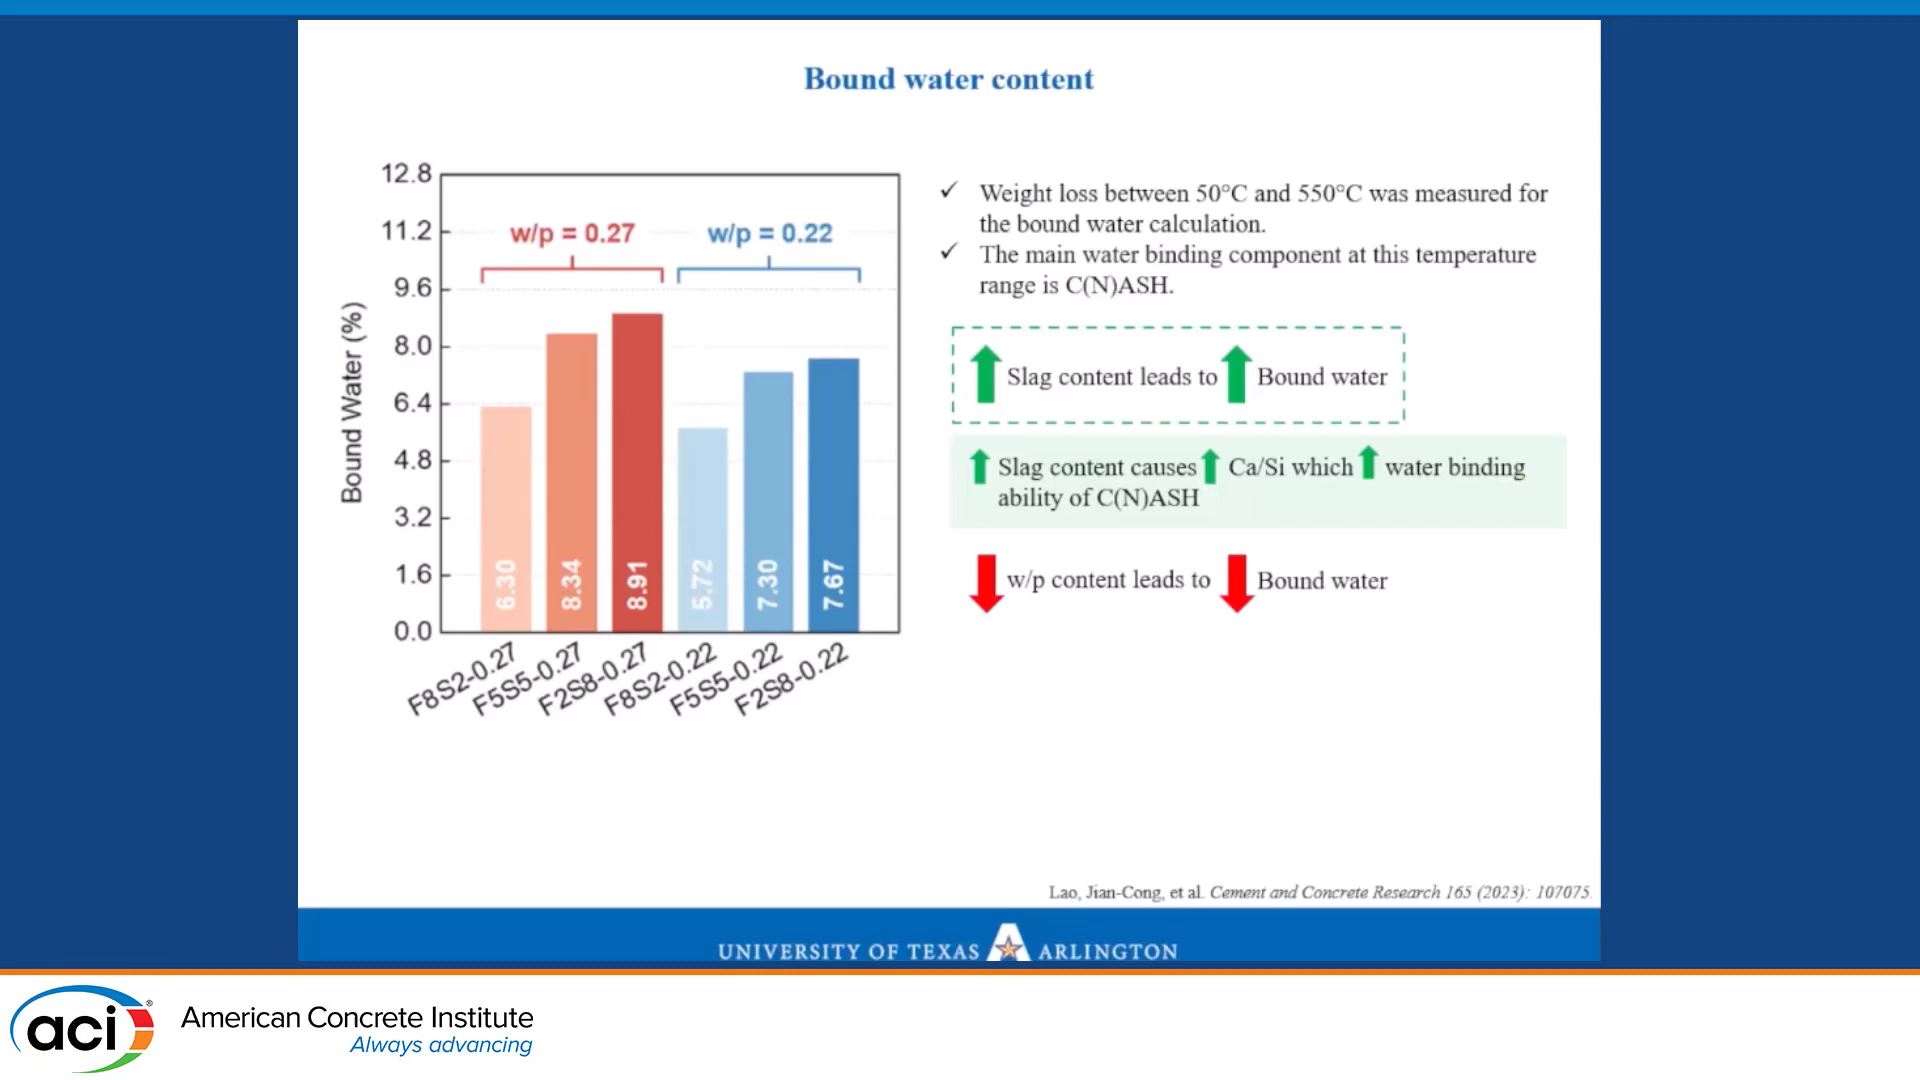 Bound water content
12.8
11.2
9.6
8.0
6.4
4.8
3.2
1.6
0.0
Bound Water (%)
w/p = 0.27
w/p = 0.22
6.30
8.34
8.91
5.72
7.30
7.67
F8S2-0.27
F5S5-0.27
F2S8-0.27
F8S2-0.22
F5S5-0.22
F2S8-0.22
✓ Weight loss between 50°C and 550°C was measured for
the bound water calculation.
✓ The main water binding component at this temperature
range is C(N)ASH.
Slag content leads to Bound water
Slag content causes Ca/Si which water binding
ability of C(N)ASH
w/p content leads to Bound water
Lao, Jian-Cong, et al. Cement and Concrete Research 165 (2023): 107075.
UNIVERSITY OF TEXAS A ARLINGTON
aci®
American Concrete Institute
Always advancing